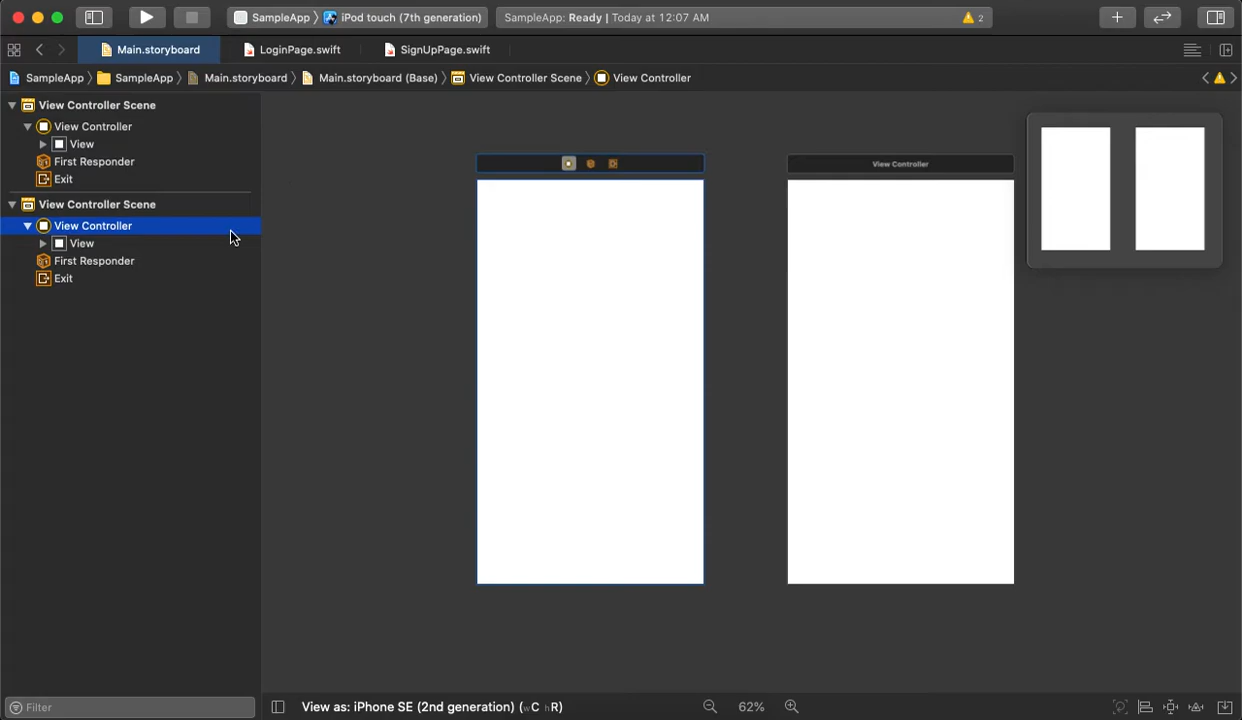 SampleApp 〉 iPod touch (7th generation)
SampleApp: Ready | Today at 12:07 AM
2
Main.storyboard
LoginPage.swift
SignUpPage.swift
SampleApp 〉 SampleApp 〉 Main.storyboard 〉 Main.storyboard (Base) 〉 View Controller Scene 〉 View Controller
View Controller Scene
View Controller
View
First Responder
Exit
View Controller Scene
View Controller
View
First Responder
Exit
View Controller
Filter
View as: iPhone SE (2nd generation) (wC hR)
62%